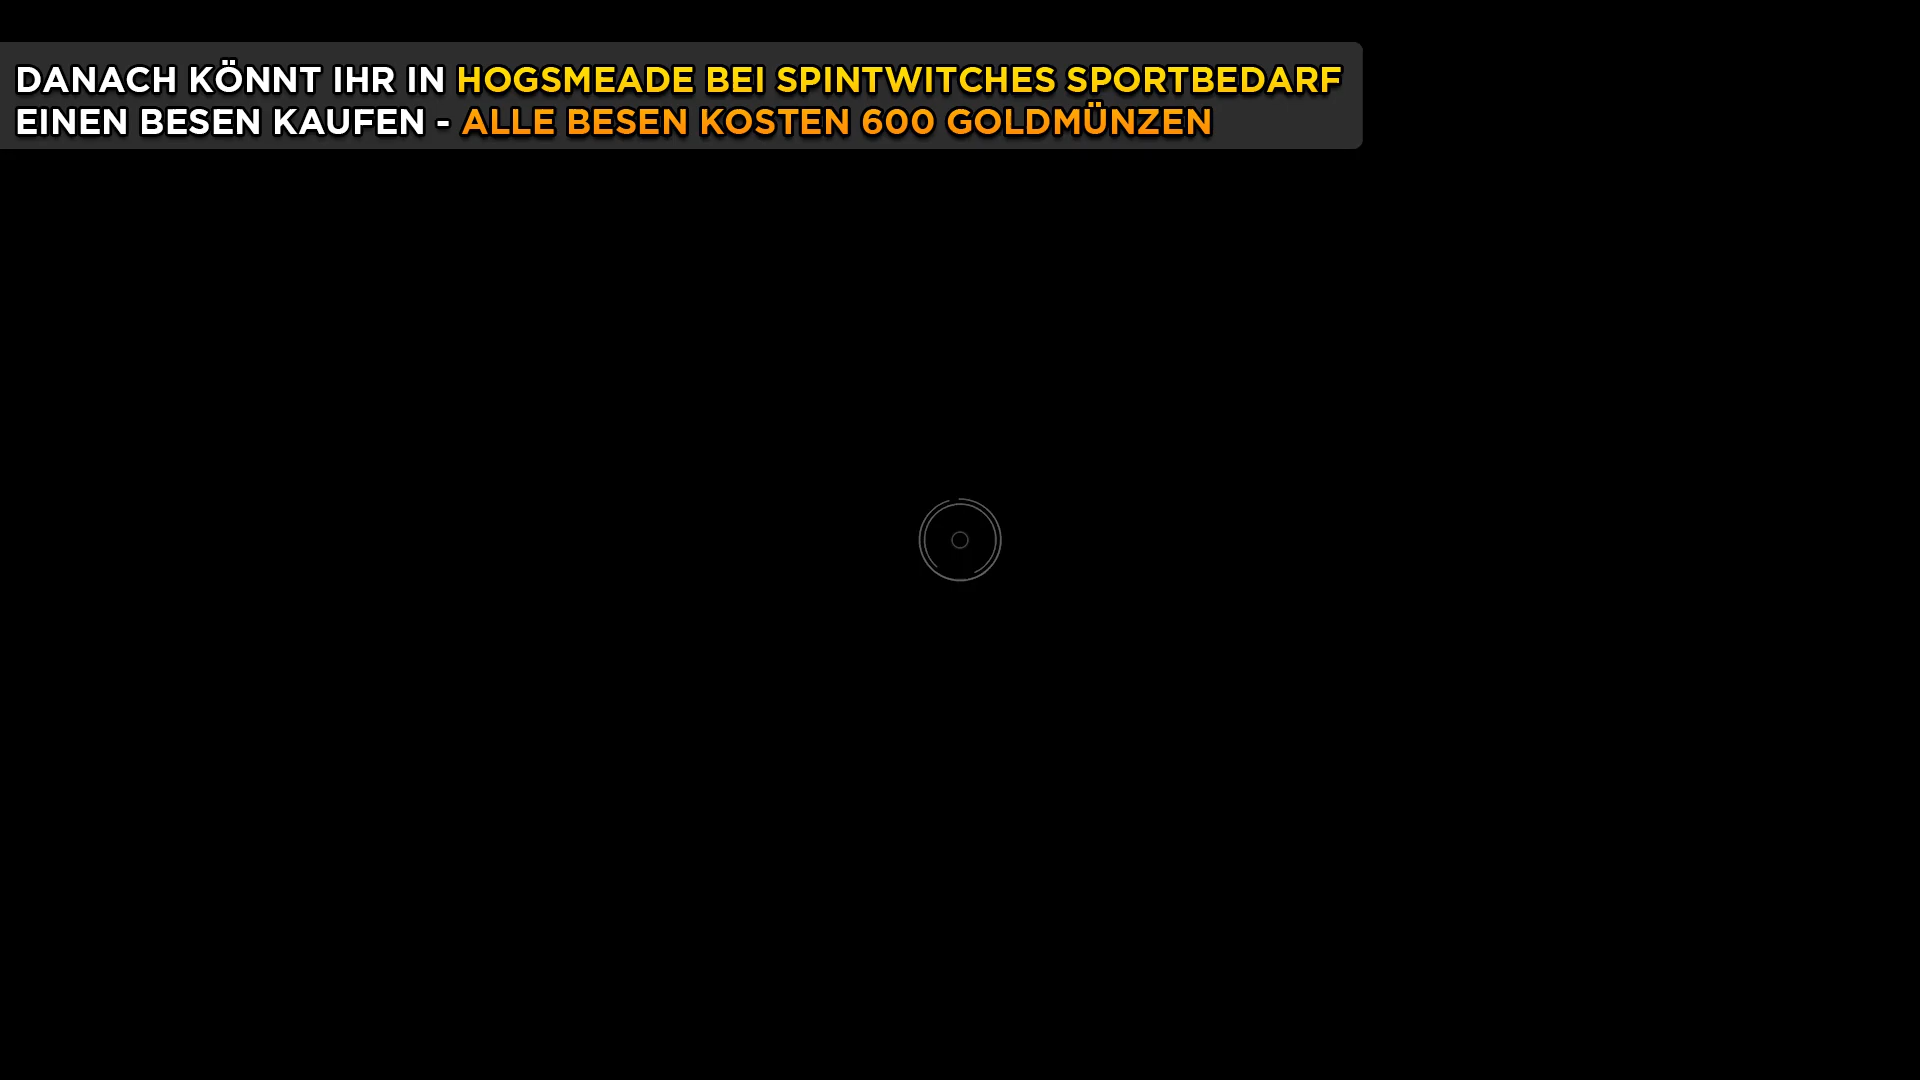 DANACH KÖNNT IHR IN HOGSMEADE BEI SPINTWITCHES SPORTBEDARF
EINEN BESEN KAUFEN - ALLE BESEN KOSTEN 600 GOLDMÜNZEN